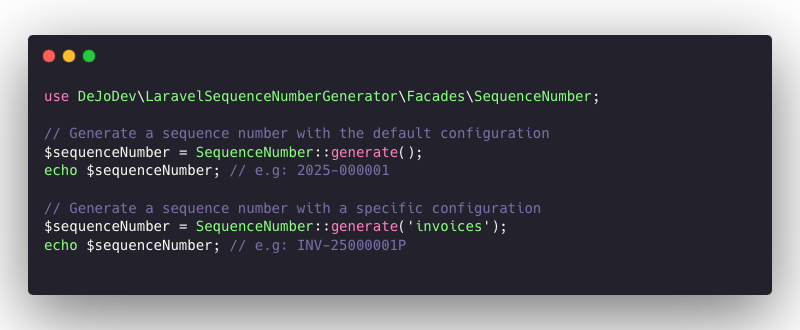 use DeJoDev\LaravelSequenceNumberGenerator\Facades\SequenceNumber;
// Generate a sequence number with the default configuration
$sequenceNumber = SequenceNumber::generate();
echo $sequenceNumber; // e.g: 2025-000001
// Generate a sequence number with a specific configuration
$sequenceNumber = SequenceNumber::generate('invoices');
echo $sequenceNumber; // e.g: INV-25000001P